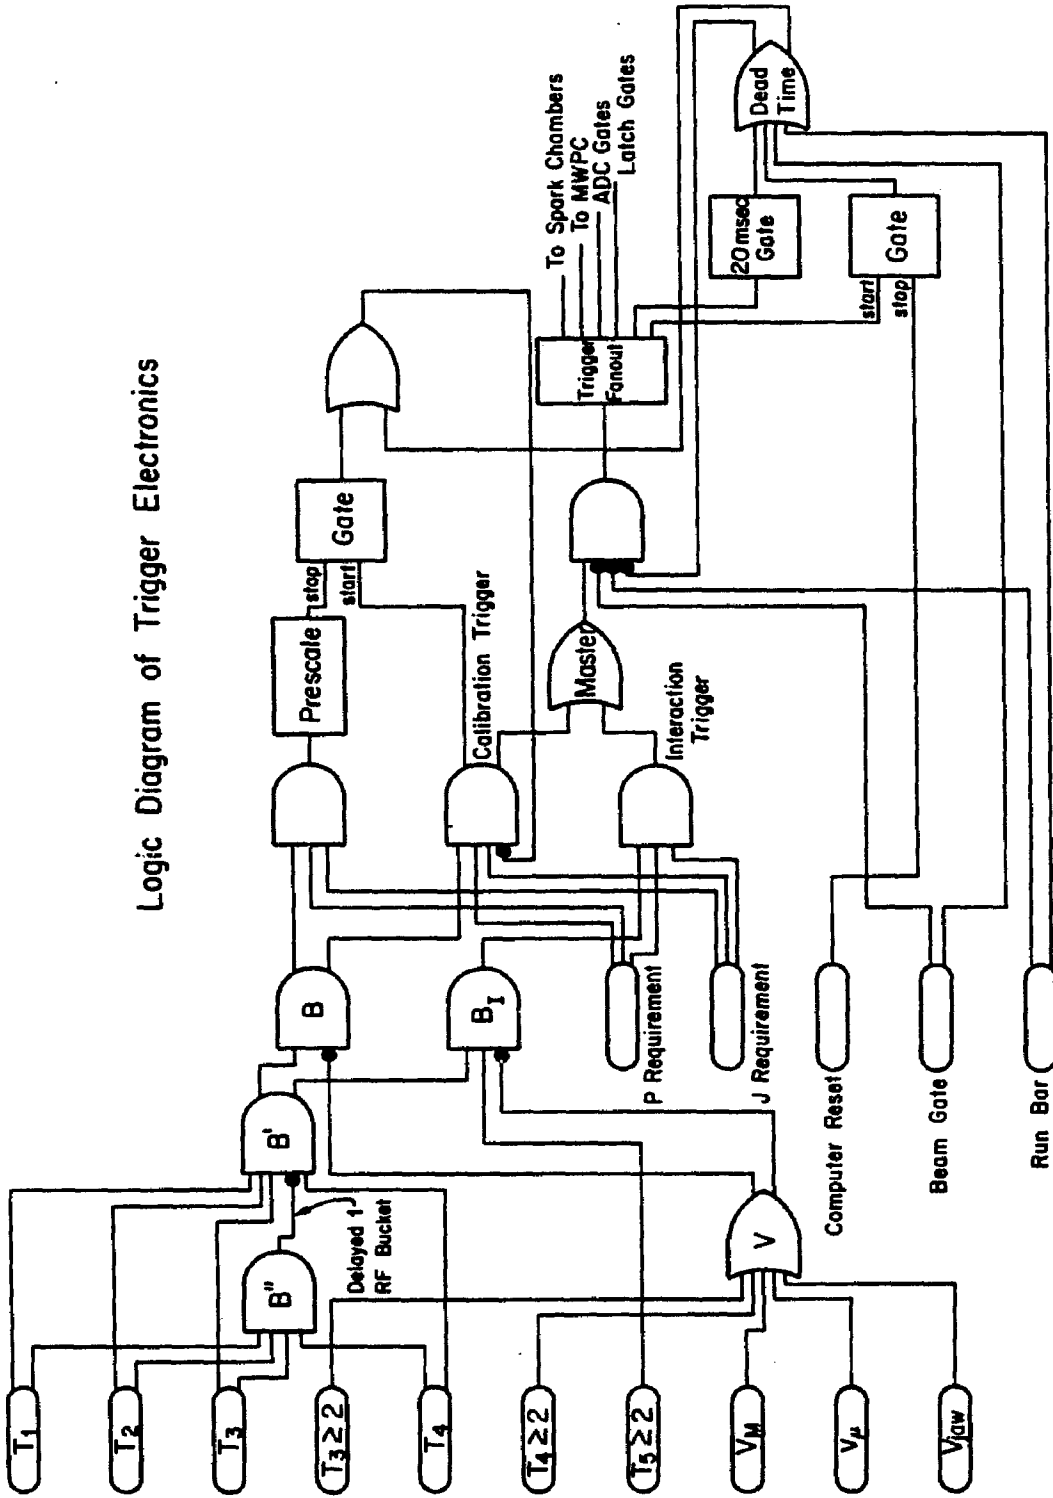 Logic Diagram of Trigger Electronics
T1
T2
T3
T3 ≥ 2
T4
T4 ≥ 2
T5 ≥ 2
VM
Vμ
Vjaw
B"
Delayed 1
RF Bucket
B'
V
B
BI
P Requirement
J Requirement
Computer Reset
Beam Gate
Run Bar
Prescale
stop
start
Gate
Calibration Trigger
Interaction
Trigger
Master
Trigger
Fanout
To Spark Chambers
To MWPC
ADC Gates
Latch Gates
20msec
Gate
start
stop
Gate
Dead
Time